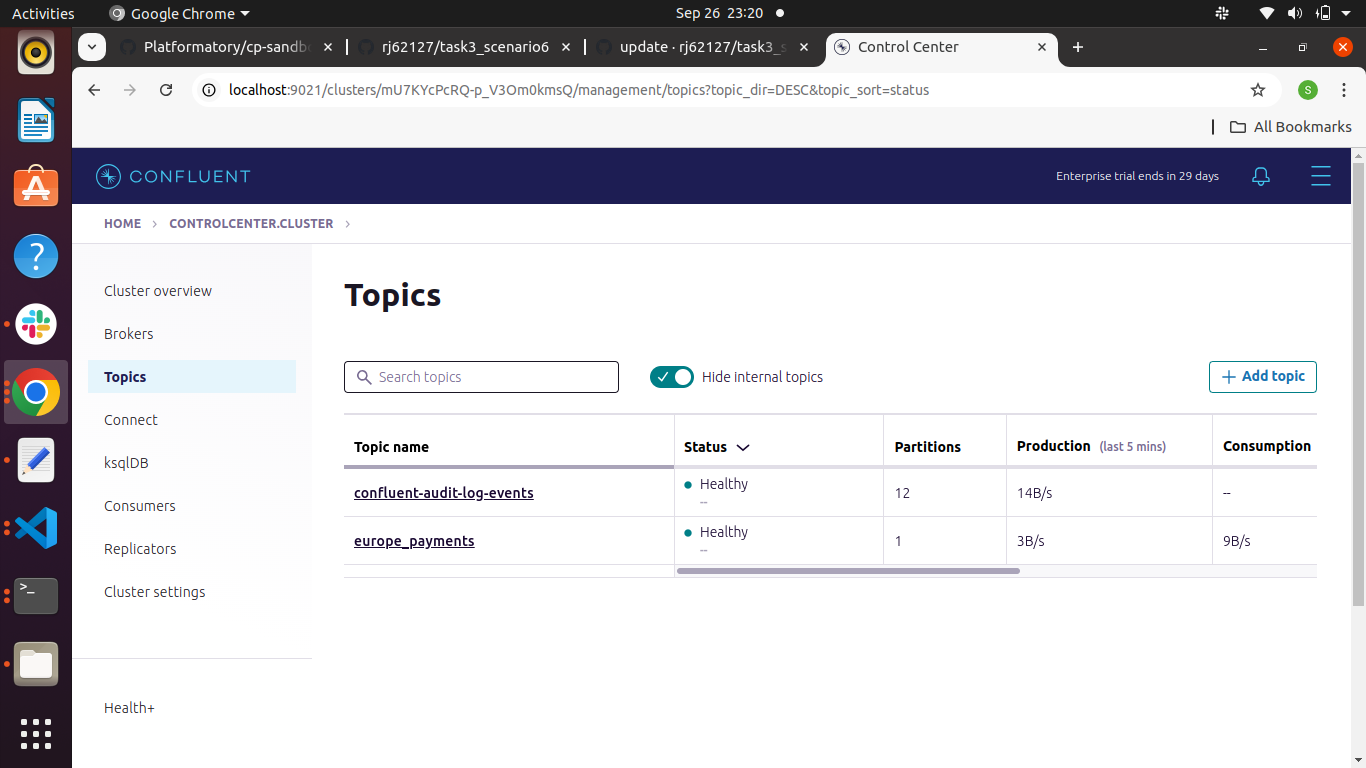 Activities
Google Chrome
Sep 26 23:20
Platformatory/cp-sandb
rj62127/task3_scenario6
update · rj62127/task3_s
Control Center
localhost:9021/clusters/mU7KYcPcRQ-p_V3Om0kmsQ/management/topics?topic_dir=DESC&topic_sort=status
S
All Bookmarks
CONFLUENT
Enterprise trial ends in 29 days
HOME > CONTROLCENTER.CLUSTER >
Cluster overview
Brokers
Topics
Connect
ksqlDB
Consumers
Replicators
Cluster settings
Health+
Topics
Search topics
Hide internal topics
+ Add topic
Topic name Status Partitions Production (last 5 mins) Consumption
confluent-audit-log-events Healthy 12 14B/s --
--
europe_payments Healthy 1 3B/s 9B/s
--